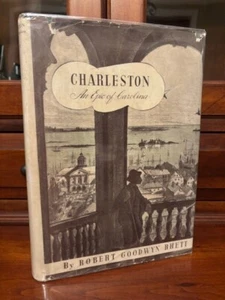 CHARLESTON
An Epic of Carolina
By ROBERT GOODWYN RHETT